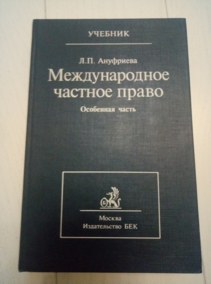 УЧЕБНИК
Л.П. Ануфриева
Международное
частное право
Особенная часть
Москва
Издательство БЕК